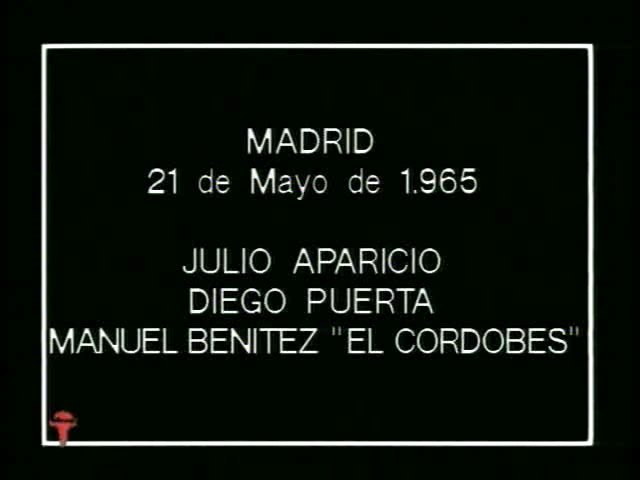 MADRID
21 de Mayo de 1.965
JULIO APARICIO
DIEGO PUERTA
MANUEL BENITEZ "EL CORDOBES"